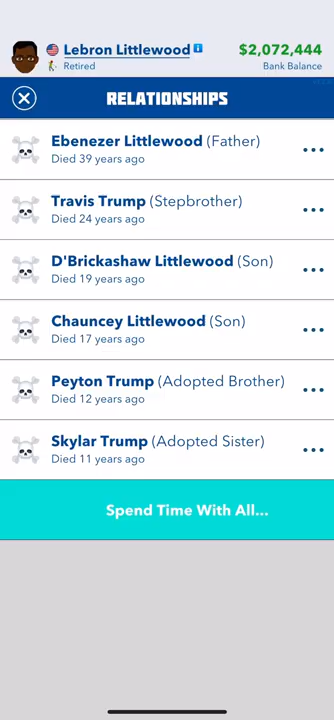 Lebron Littlewood
$2,072,444
Retired
Bank Balance
RELATIONSHIPS
Ebenezer Littlewood (Father)
Died 39 years ago
Travis Trump (Stepbrother)
Died 24 years ago
D'Brickashaw Littlewood (Son)
Died 19 years ago
Chauncey Littlewood (Son)
Died 17 years ago
Peyton Trump (Adopted Brother)
Died 12 years ago
Skylar Trump (Adopted Sister)
Died 11 years ago
Spend Time With All...